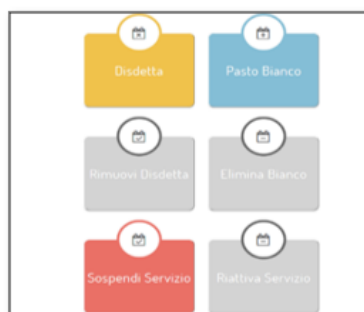 Disdetta
Pasto Bianco
Rimuovi Disdetta
Elimina Bianco
Sospendi Servizio
Riattiva Servizio